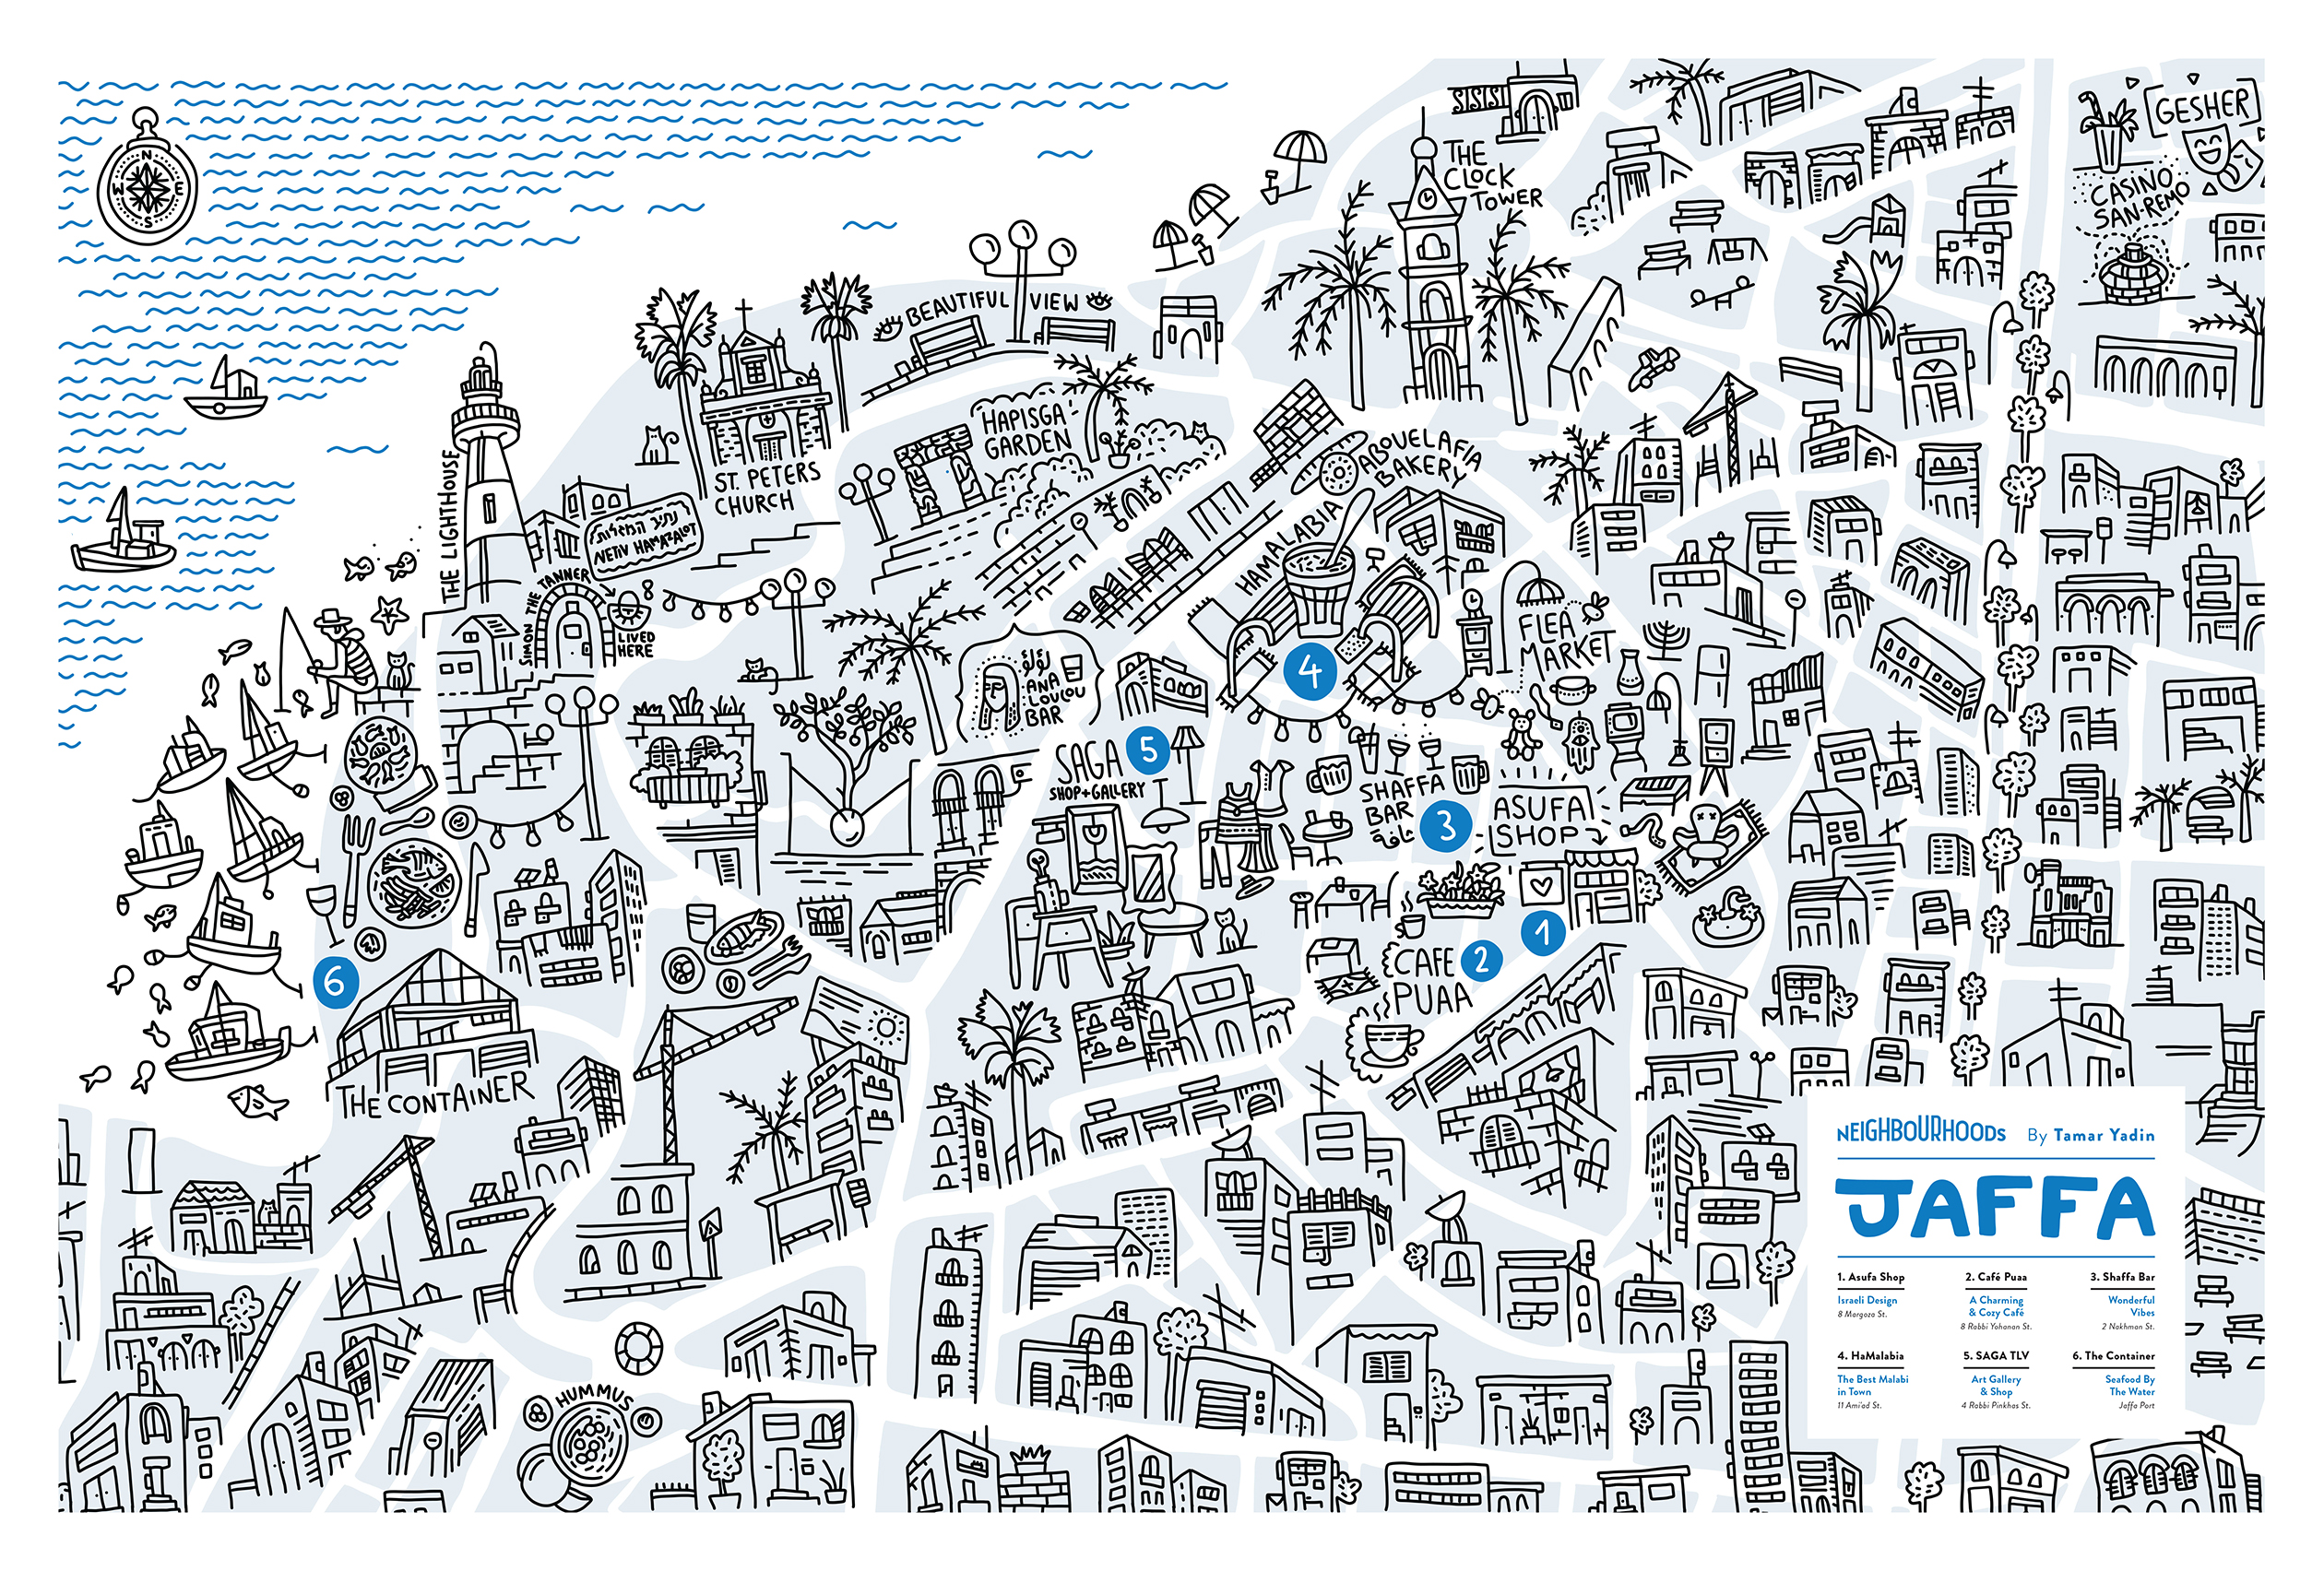 N
W E
S
THE
CLOCK
TOWER
GESHER
CASINO
SAN-REMO
BEAUTIFUL VIEW
HAPISGA
GARDEN
ST. PETERS
CHURCH
THE LIGHTHOUSE
נתיב המזלות
NETIV HAMAZALOT
SIMON THE TANNER
LIVED
HERE
ABOUELAFIA
BAKERY
HAMALABIA
4
FLEA
MARKET
ANA
LOULOU
BAR
SAGA 5
SHOP+GALLERY
SHAFFA
BAR
3
ASUFA
SHOP
1
CAFE 2
PUAA
6
THE CONTAINER
HUMMUS
NEIGHBOURHOODS By Tamar Yadin
JAFFA
1. Asufa Shop
Israeli Design
8 Margoza St.
2. Café Puaa
A Charming
& Cozy Café
8 Rabbi Yohanan St.
3. Shaffa Bar
Wonderful
Vibes
2 Nakhman St.
4. HaMalabia
The Best Malabi
in Town
11 Ami'ad St.
5. SAGA TLV
Art Gallery
& Shop
4 Rabbi Pinkhas St.
6. The Container
Seafood By
The Water
Jaffa Port